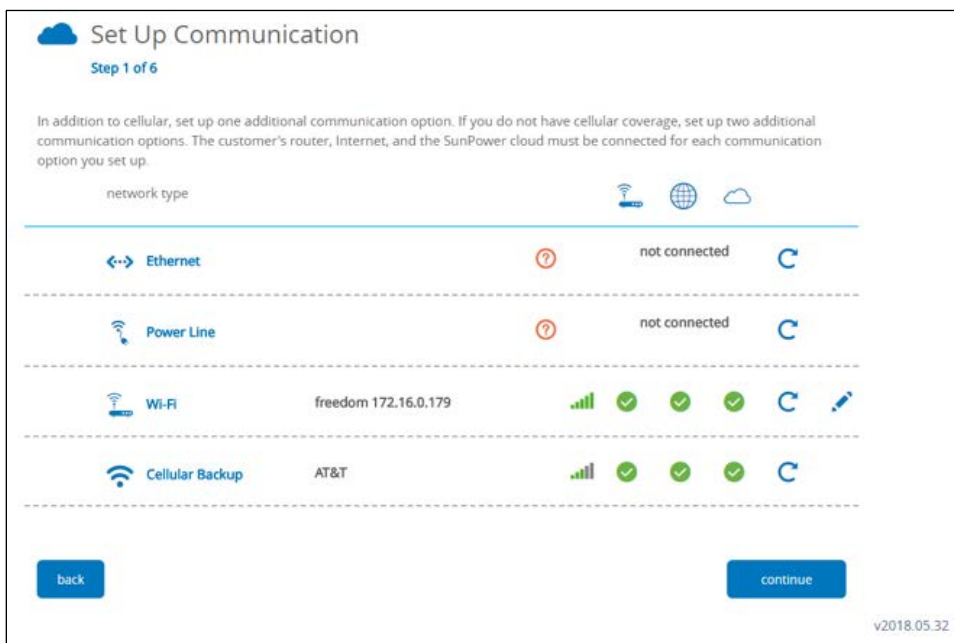 Set Up Communication
Step 1 of 6
In addition to cellular, set up one additional communication option. If you do not have cellular coverage, set up two additional
communication options. The customer's router, Internet, and the SunPower cloud must be connected for each communication
option you set up.
network type
Ethernet ? not connected
Power Line ? not connected
Wi-Fi freedom 172.16.0.179
Cellular Backup AT&T
back continue
v2018.05.32